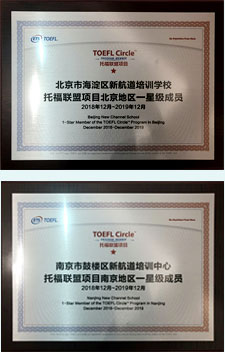 ETS TOEFL
TOEFL Circle
托福联盟项目
北京市海淀区新航道培训学校
托福联盟项目北京地区一星级成员
2018年12月-2019年12月
Beijing New Channel School
1-Star Member of the TOEFL Circle Program in Beijing
December 2018-December 2019
ETS TOEFL
TOEFL Circle
托福联盟项目
南京市鼓楼区新航道培训中心
托福联盟项目南京地区一星级成员
2018年12月-2019年12月
Nanjing New Channel School
1-Star Member of the TOEFL Circle Program in Nanjing